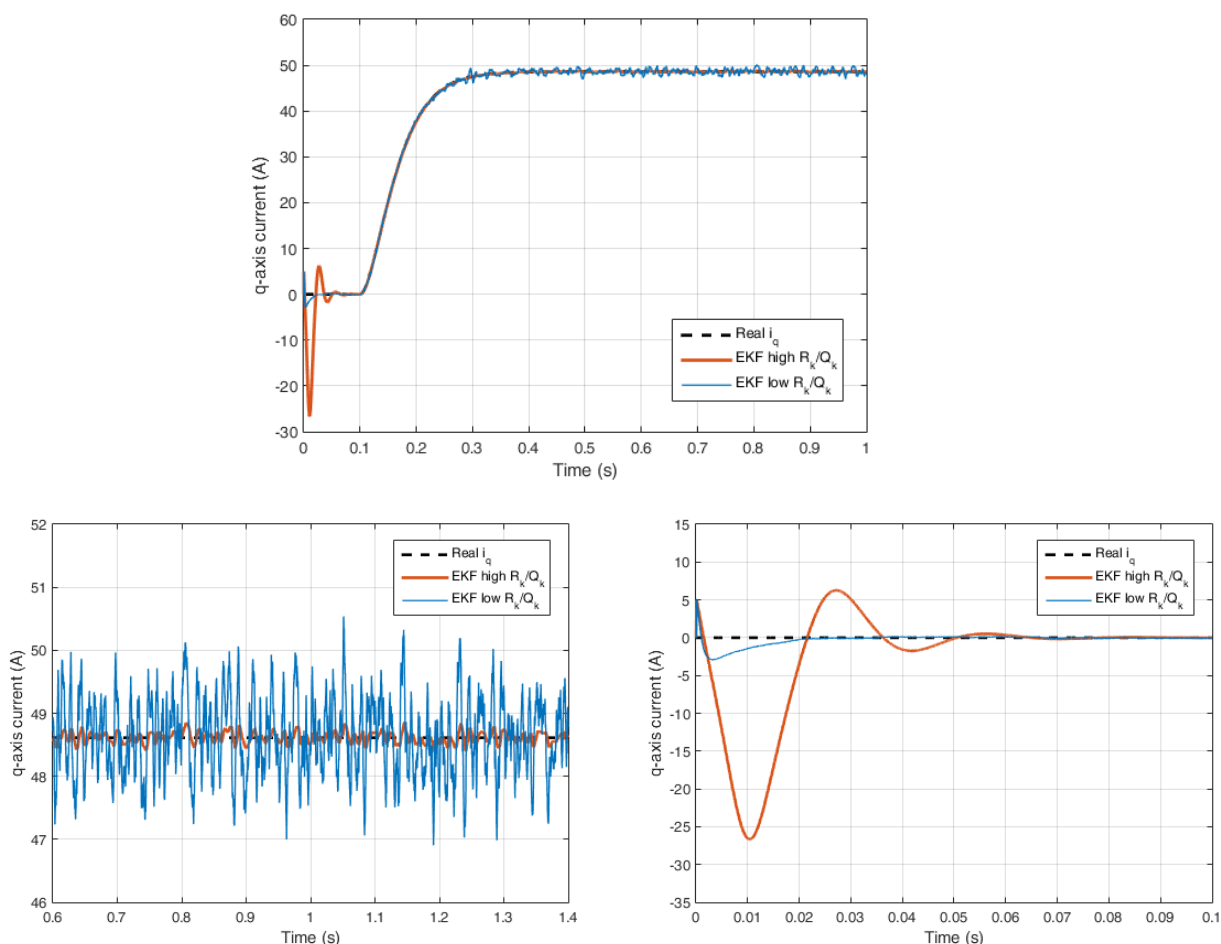 60
50
40
30
20
10
0
-10
-20
-30
q-axis current (A)
0 0.1 0.2 0.3 0.4 0.5 0.6 0.7 0.8 0.9 1
Time (s)
Real i_q
EKF high R_k/Q_k
EKF low R_k/Q_k
52
51
50
49
48
47
46
q-axis current (A)
0.6 0.7 0.8 0.9 1 1.1 1.2 1.3 1.4
Time (s)
Real i_q
EKF high R_k/Q_k
EKF low R_k/Q_k
15
10
5
0
-5
-10
-15
-20
-25
-30
-35
q-axis current (A)
0 0.01 0.02 0.03 0.04 0.05 0.06 0.07 0.08 0.09 0.1
Time (s)
Real i_q
EKF high R_k/Q_k
EKF low R_k/Q_k